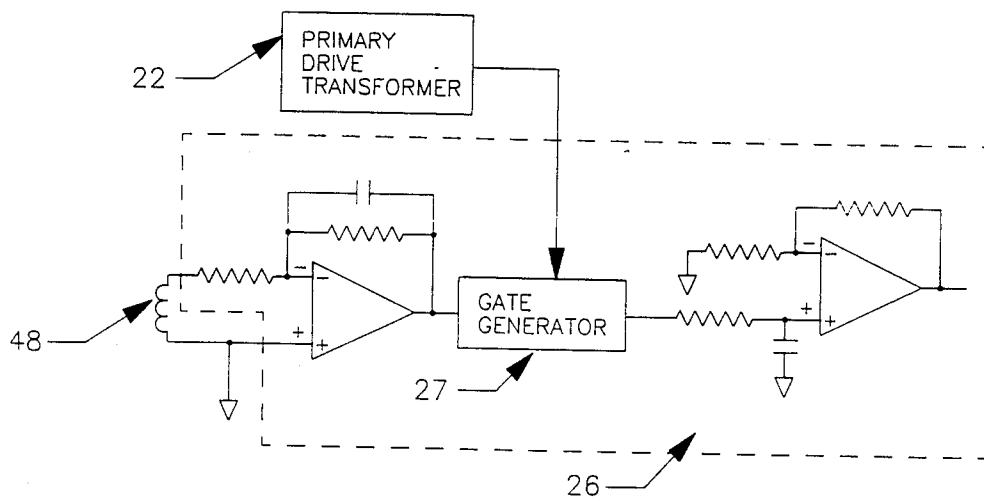 PRIMARY
DRIVE
TRANSFORMER
22
48
GATE
GENERATOR
27
26
− − + +
− − + +